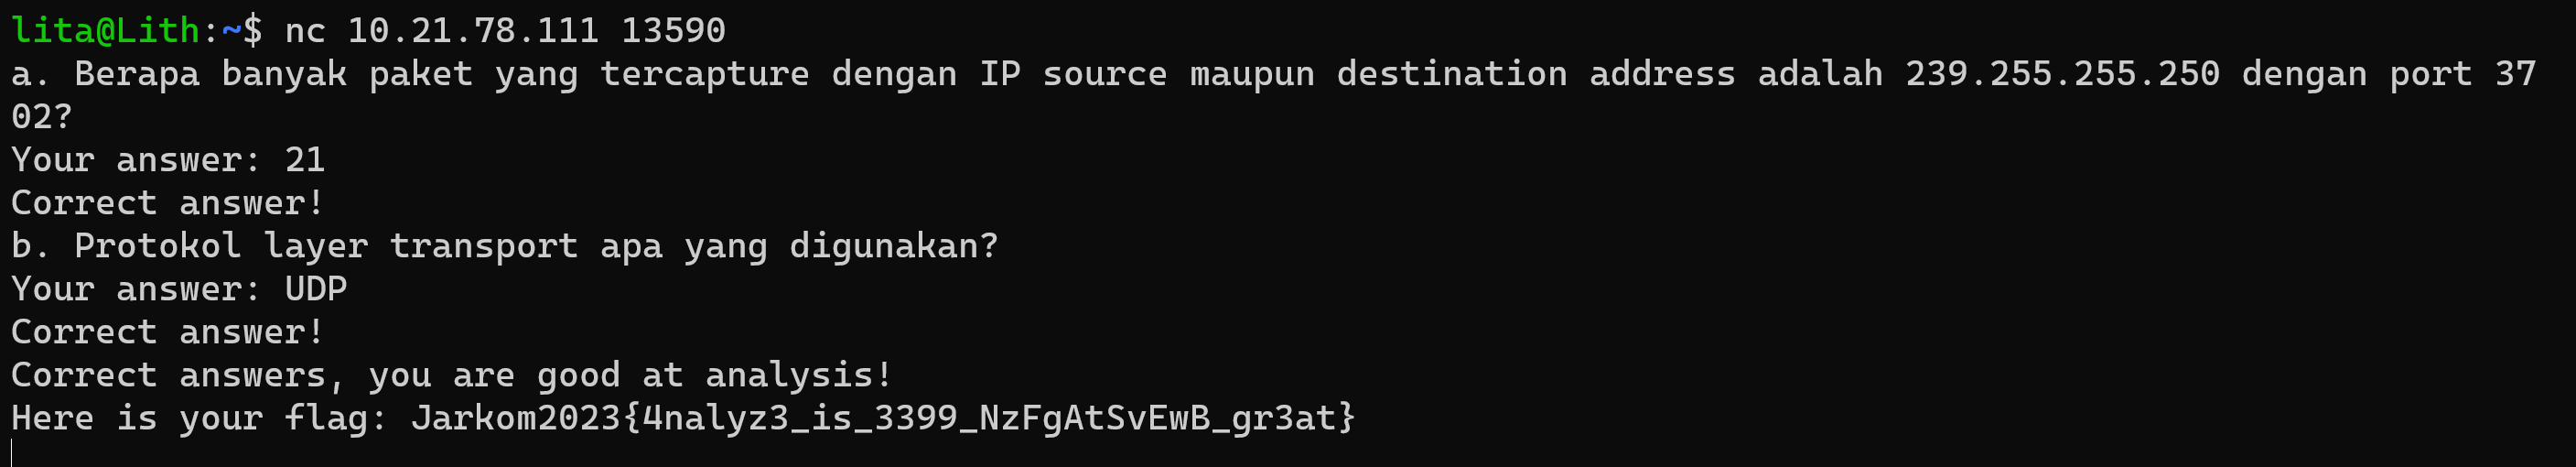 lita@Lith:~$ nc 10.21.78.111 13590
a. Berapa banyak paket yang tercapture dengan IP source maupun destination address adalah 239.255.255.250 dengan port 37
02?
Your answer: 21
Correct answer!
b. Protokol layer transport apa yang digunakan?
Your answer: UDP
Correct answer!
Correct answers, you are good at analysis!
Here is your flag: Jarkom2023{4nalyz3_is_3399_NzFgAtSvEwB_gr3at}